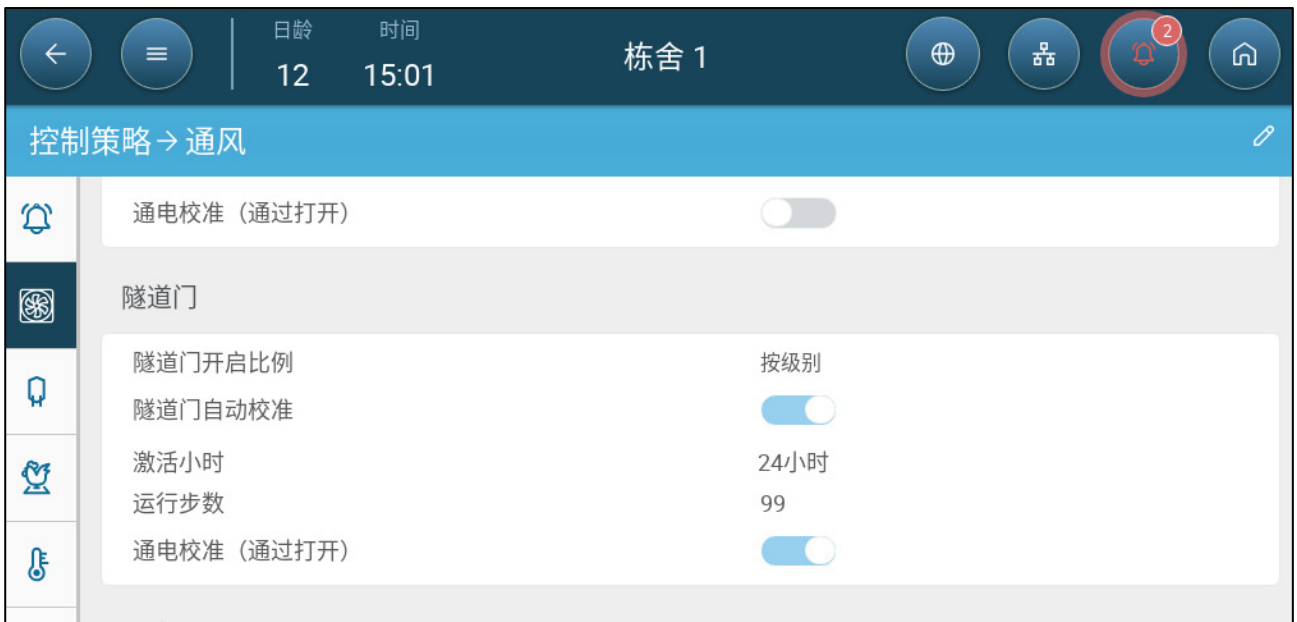 日龄 时间
12 15:01 栋舍 1 2
控制策略→通风
通电校准（通过打开）
隧道门
隧道门开启比例 按级别
隧道门自动校准
激活小时 24小时
运行步数 99
通电校准（通过打开）